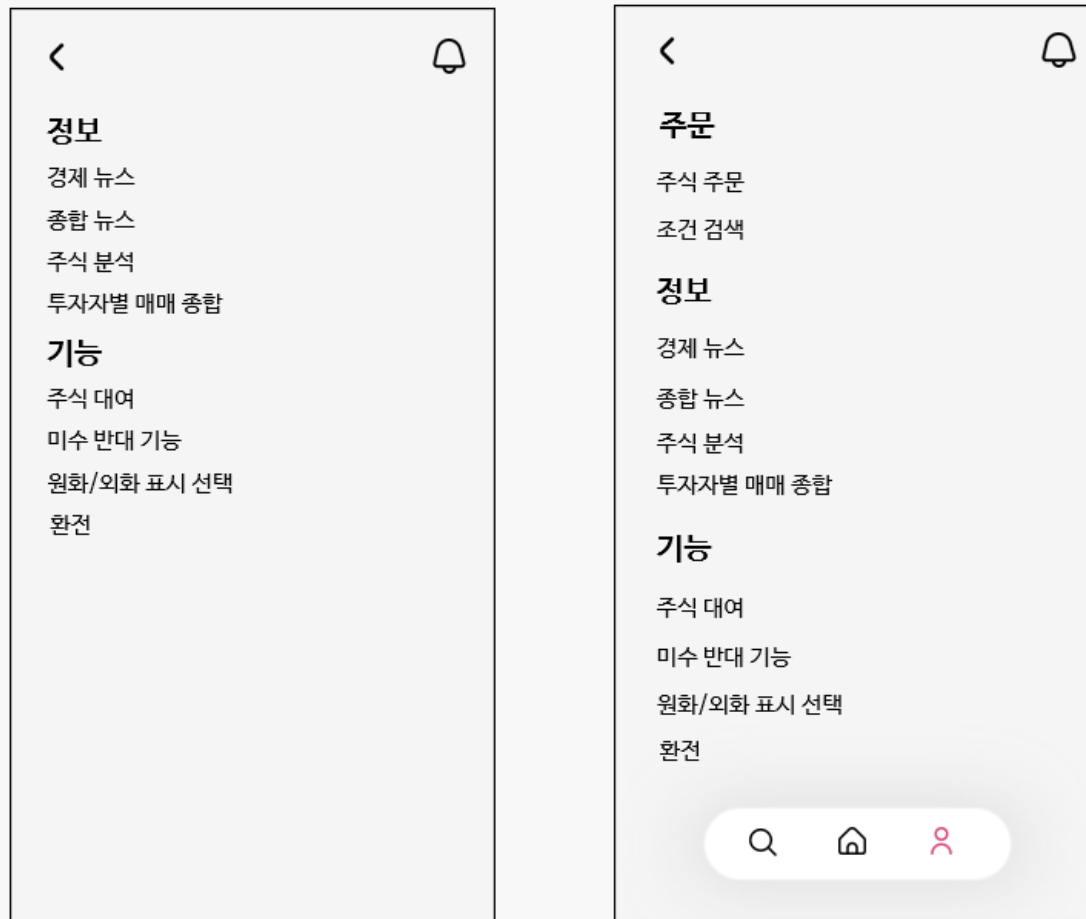 정보
경제 뉴스
종합 뉴스
주식 분석
투자자별 매매 종합
기능
주식 대여
미수 반대 기능
원화/외화 표시 선택
환전
주문
주식 주문
조건 검색
정보
경제 뉴스
종합 뉴스
주식 분석
투자자별 매매 종합
기능
주식 대여
미수 반대 기능
원화/외화 표시 선택
환전